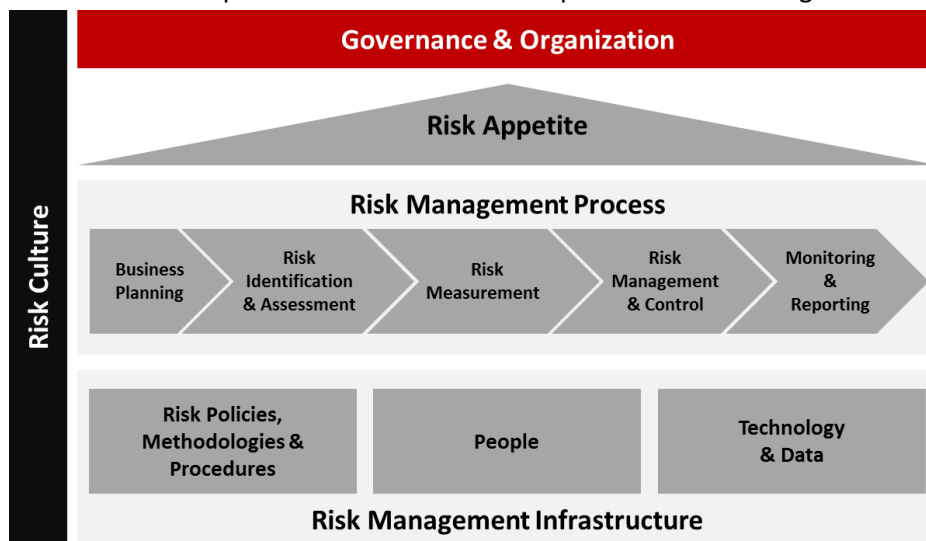 Governance & Organization
Risk Appetite
Risk Culture
Risk Management Process
Business
Planning
Risk
Identification
& Assessment
Risk
Measurement
Risk
Management
& Control
Monitoring
&
Reporting
Risk Policies,
Methodologies &
Procedures
People
Technology
& Data
Risk Management Infrastructure